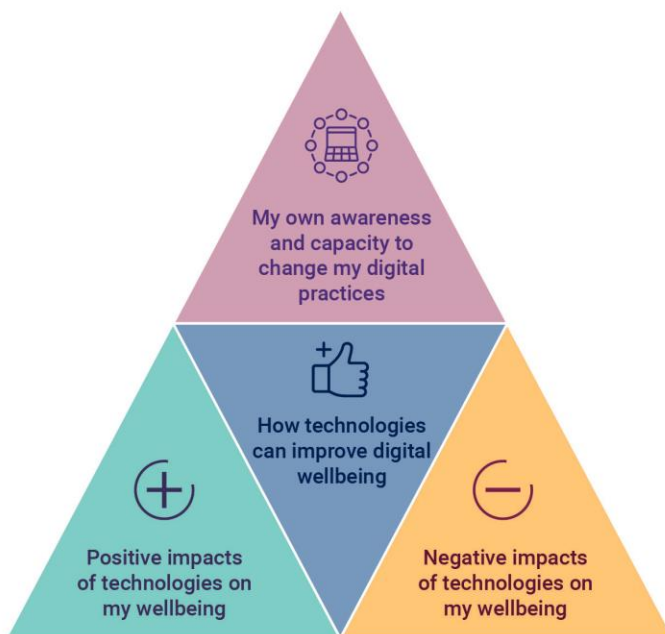 My own awareness
and capacity to
change my digital
practices
How technologies
can improve digital
wellbeing
Positive impacts
of technologies on
my wellbeing
Negative impacts
of technologies on
my wellbeing